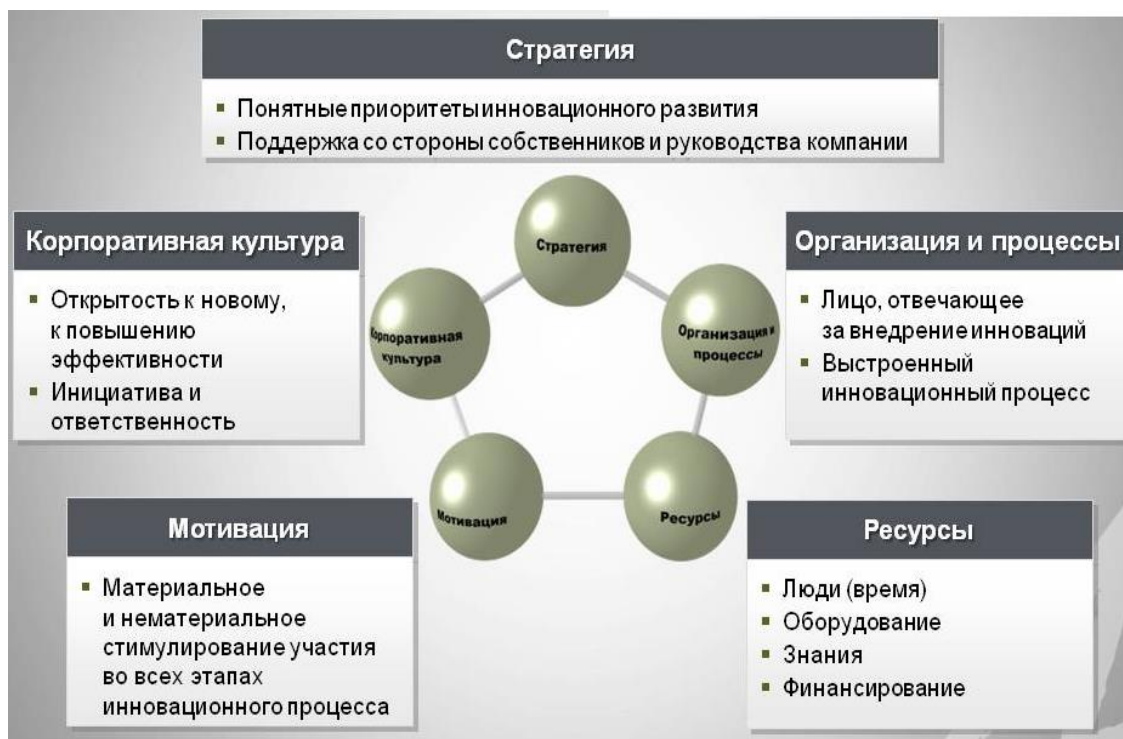 Стратегия
▪ Понятные приоритеты инновационного развития
▪ Поддержка со стороны собственников и руководства компании
Корпоративная культура
▪ Открытость к новому,
к повышению
эффективности
▪ Инициатива и
ответственность
Стратегия
Корпоративная
культура
Организация и
процессы
Мотивация
Ресурсы
Организация и процессы
▪ Лицо, отвечающее
за внедрение инноваций
▪ Выстроенный
инновационный процесс
Мотивация
▪ Материальное
и нематериальное
стимулирование участия
во всех этапах
инновационного процесса
Ресурсы
▪ Люди (время)
▪ Оборудование
▪ Знания
▪ Финансирование